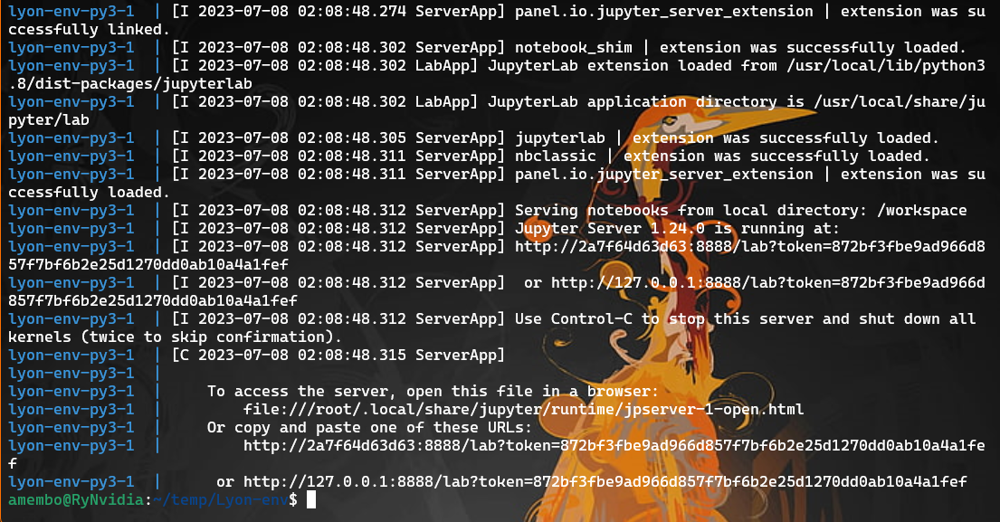 lyon-env-py3-1  | [I 2023-07-08 02:08:48.274 ServerApp] panel.io.jupyter_server_extension | extension was su
ccessfully linked.
lyon-env-py3-1  | [I 2023-07-08 02:08:48.302 ServerApp] notebook_shim | extension was successfully loaded.
lyon-env-py3-1  | [I 2023-07-08 02:08:48.302 LabApp] JupyterLab extension loaded from /usr/local/lib/python3
.8/dist-packages/jupyterlab
lyon-env-py3-1  | [I 2023-07-08 02:08:48.302 LabApp] JupyterLab application directory is /usr/local/share/ju
pyter/lab
lyon-env-py3-1  | [I 2023-07-08 02:08:48.305 ServerApp] jupyterlab | extension was successfully loaded.
lyon-env-py3-1  | [I 2023-07-08 02:08:48.311 ServerApp] nbclassic | extension was successfully loaded.
lyon-env-py3-1  | [I 2023-07-08 02:08:48.311 ServerApp] panel.io.jupyter_server_extension | extension was su
ccessfully loaded.
lyon-env-py3-1  | [I 2023-07-08 02:08:48.312 ServerApp] Serving notebooks from local directory: /workspace
lyon-env-py3-1  | [I 2023-07-08 02:08:48.312 ServerApp] Jupyter Server 1.24.0 is running at:
lyon-env-py3-1  | [I 2023-07-08 02:08:48.312 ServerApp] http://2a7f64d63d63:8888/lab?token=872bf3fbe9ad966d8
57f7bf6b2e25d1270dd0ab10a4a1fef
lyon-env-py3-1  | [I 2023-07-08 02:08:48.312 ServerApp]  or http://127.0.0.1:8888/lab?token=872bf3fbe9ad966d
857f7bf6b2e25d1270dd0ab10a4a1fef
lyon-env-py3-1  | [I 2023-07-08 02:08:48.312 ServerApp] Use Control-C to stop this server and shut down all
kernels (twice to skip confirmation).
lyon-env-py3-1  | [C 2023-07-08 02:08:48.315 ServerApp]
lyon-env-py3-1  |
lyon-env-py3-1  |     To access the server, open this file in a browser:
lyon-env-py3-1  |         file:///root/.local/share/jupyter/runtime/jpserver-1-open.html
lyon-env-py3-1  |     Or copy and paste one of these URLs:
lyon-env-py3-1  |         http://2a7f64d63d63:8888/lab?token=872bf3fbe9ad966d857f7bf6b2e25d1270dd0ab10a4a1fe
f
lyon-env-py3-1  |      or http://127.0.0.1:8888/lab?token=872bf3fbe9ad966d857f7bf6b2e25d1270dd0ab10a4a1fef
amembo@RyNvidia:~/temp/Lyon-env$